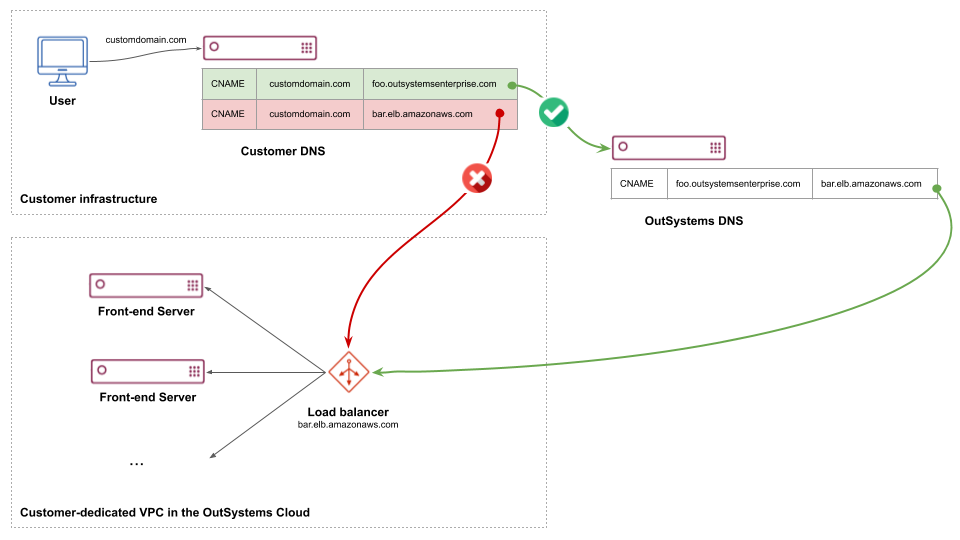 customdomain.com
User
CNAME customdomain.com foo.outsystemsenterprise.com
CNAME customdomain.com bar.elb.amazonaws.com
Customer DNS
Customer infrastructure
CNAME foo.outsystemsenterprise.com bar.elb.amazonaws.com
OutSystems DNS
Front-end Server
Front-end Server
Load balancer
bar.elb.amazonaws.com
...
Customer-dedicated VPC in the OutSystems Cloud